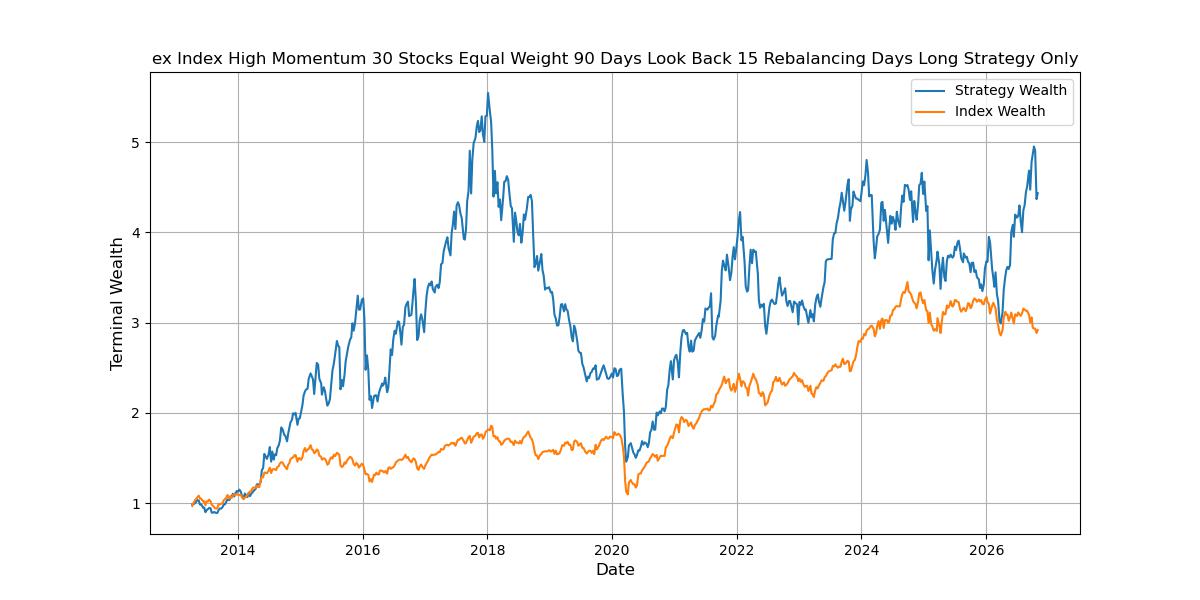 ex Index High Momentum 30 Stocks Equal Weight 90 Days Look Back 15 Rebalancing Days Long Strategy Only
Strategy Wealth
Index Wealth
5
4
3
2
1
Terminal Wealth
2014 2016 2018 2020 2022 2024 2026
Date